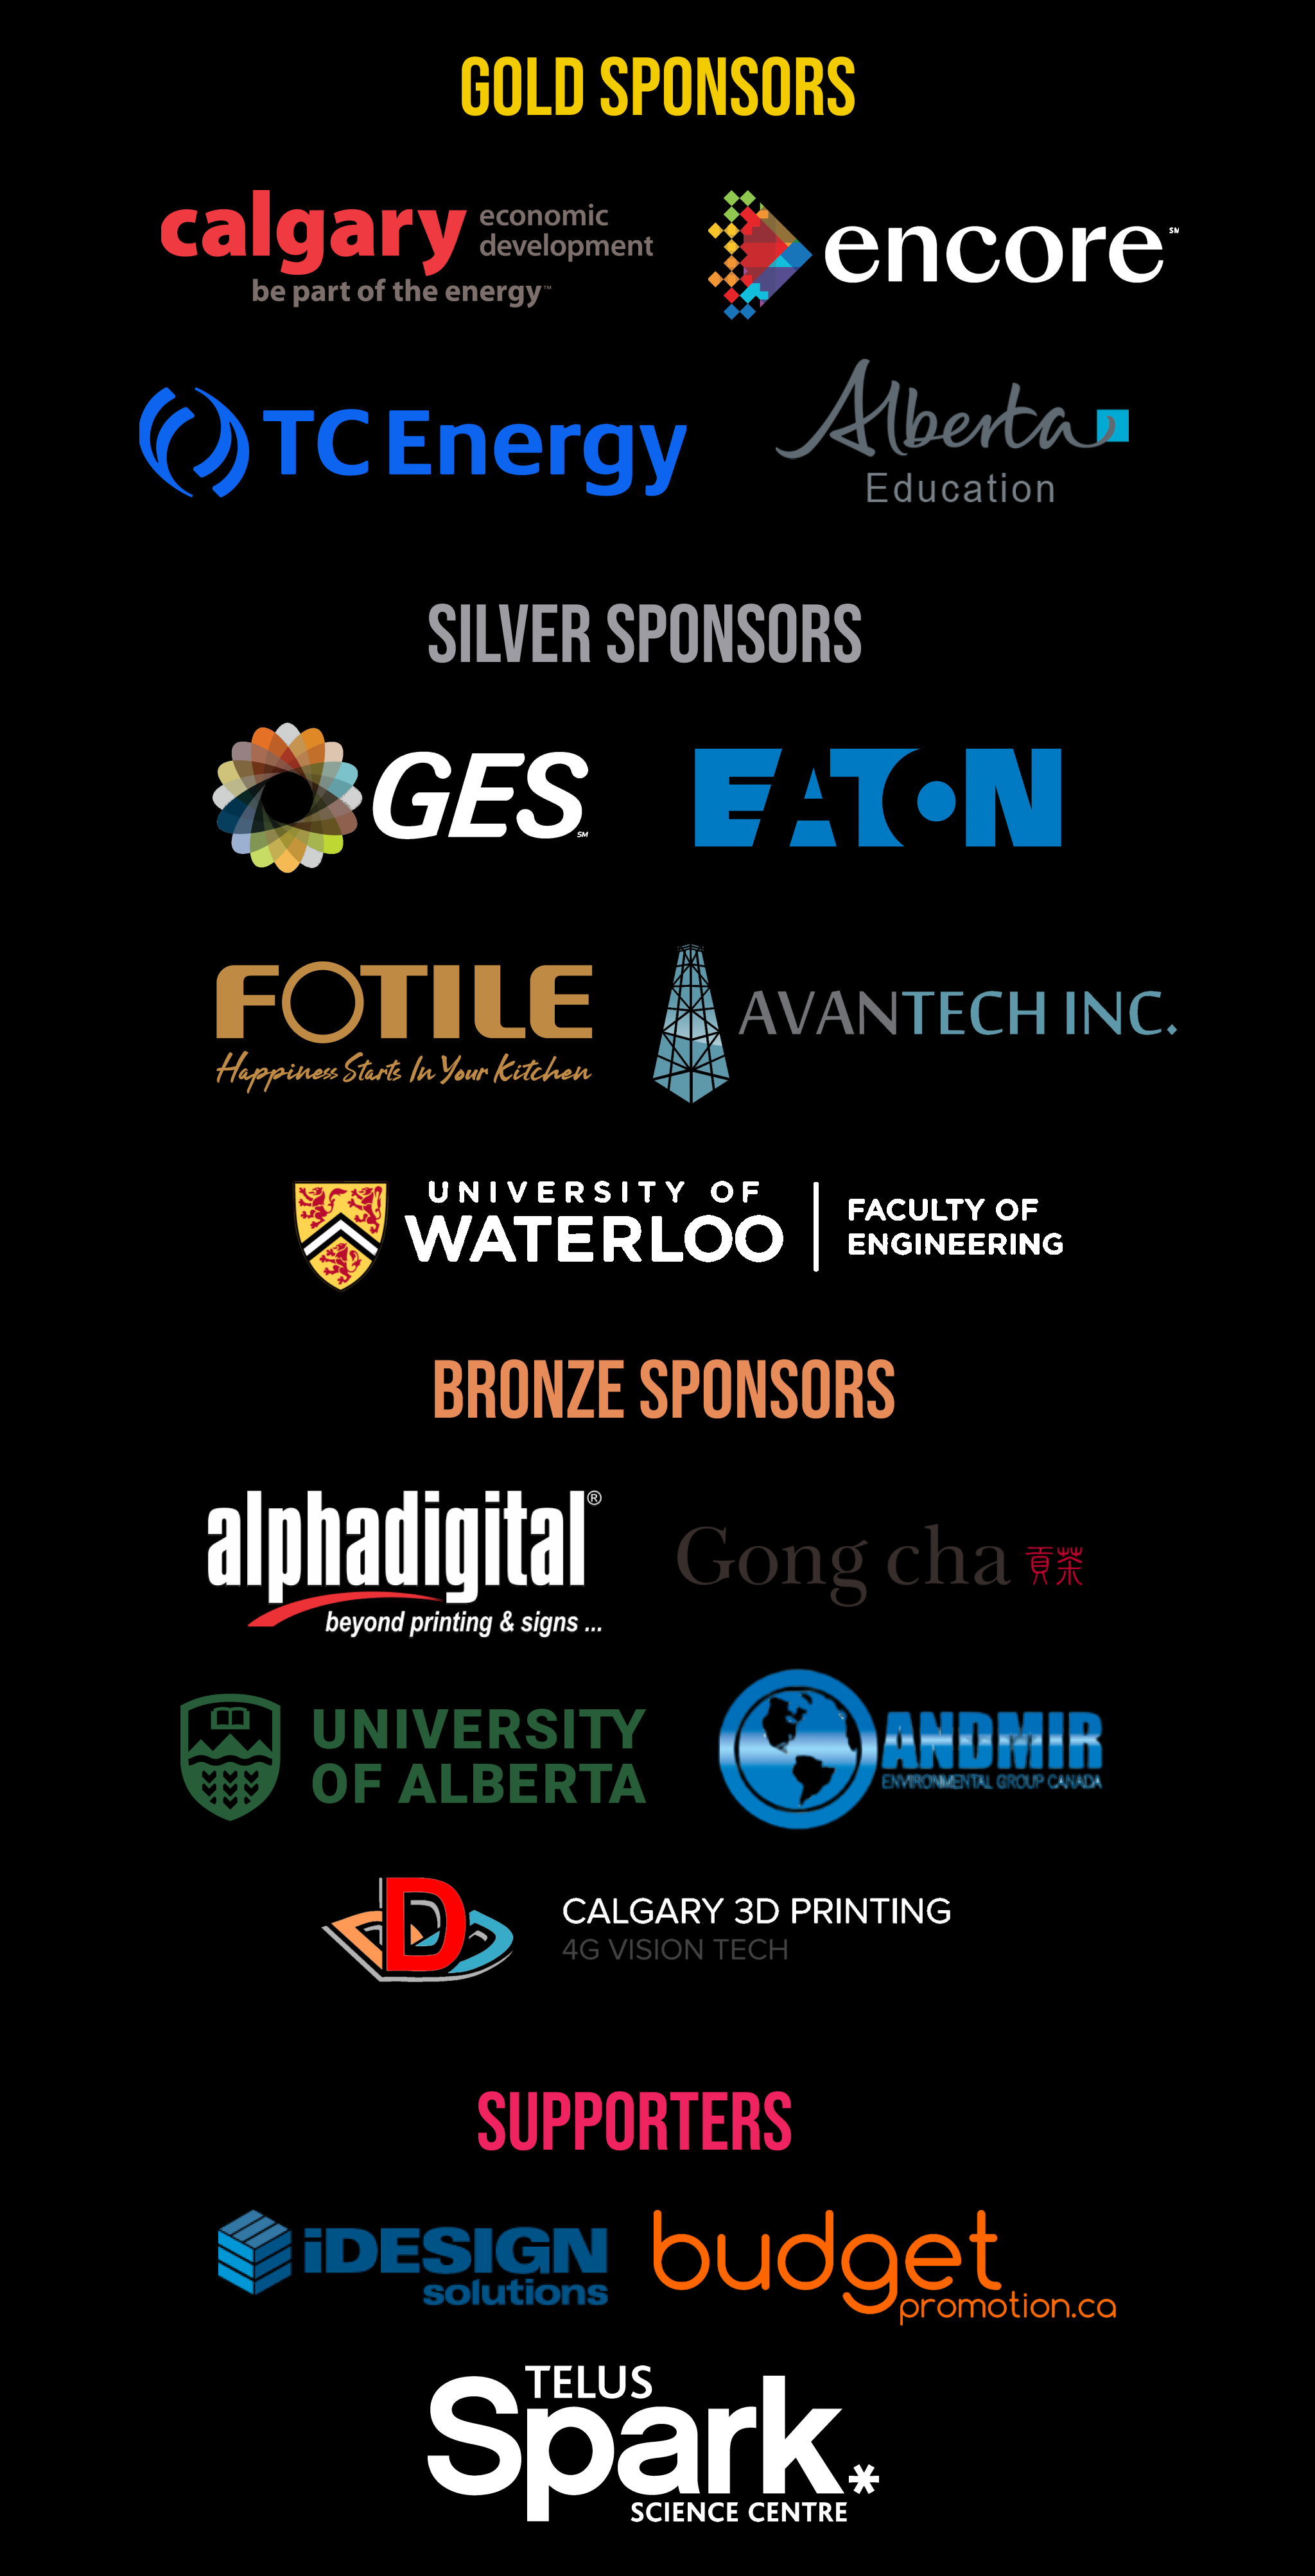 GOLD SPONSORS
calgary economic development
be part of the energy™
encore℠
TC Energy
Alberta
Education
SILVER SPONSORS
GES℠
EATON
FOTILE
Happiness Starts In Your Kitchen
AVANTECH INC.
UNIVERSITY OF
WATERLOO
FACULTY OF
ENGINEERING
BRONZE SPONSORS
alphadigital®
beyond printing & signs ...
Gong cha 貢茶
UNIVERSITY
OF ALBERTA
ANDMIR
ENVIRONMENTAL GROUP CANADA
D
CALGARY 3D PRINTING
4G VISION TECH
SUPPORTERS
iDESIGN
solutions
budget
promotion.ca
TELUS
Spark*
SCIENCE CENTRE